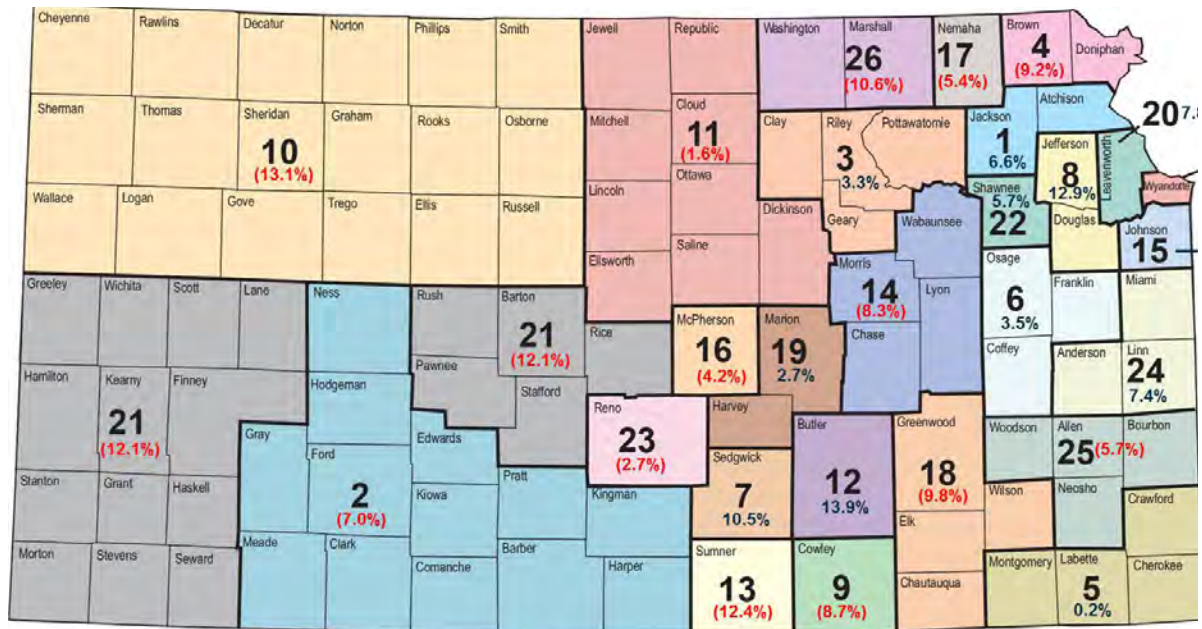 Cheyenne
Rawlins
Decatur
Norton
Phillips
Smith
Jewell
Republic
Washington
Marshall
26
(10.6%)
Nemaha
17
(5.4%)
Brown
4
(9.2%)
Doniphan
Sherman
Thomas
Sheridan
10
(13.1%)
Graham
Rooks
Osborne
Mitchell
Cloud
11
(1.6%)
Clay
Riley
3
3.3%
Pottawatomie
Jackson
1
6.6%
Atchison
20
Jefferson
8
12.9%
Leavenworth
Wyandotte
Wallace
Logan
Gove
Trego
Ellis
Russell
Lincoln
Ottawa
Ellsworth
Saline
Dickinson
Geary
Wabaunsee
Shawnee
5.7%
22
Douglas
Johnson
15
Morris
14
(8.3%)
Lyon
Chase
Osage
6
3.5%
Franklin
Miami
Coffey
Anderson
Linn
24
7.4%
Greeley
Wichita
Scott
Lane
Ness
Rush
Barton
21
(12.1%)
Rice
McPherson
16
(4.2%)
Marion
19
2.7%
Hamilton
Kearny
21
(12.1%)
Finney
Hodgeman
Pawnee
Stafford
Reno
23
(2.7%)
Harvey
Butler
12
13.9%
Greenwood
18
(9.8%)
Woodson
Allen
25(5.7%)
Bourbon
Gray
Ford
2
(7.0%)
Edwards
Pratt
Kiowa
Kingman
Sedgwick
7
10.5%
Stanton
Grant
Haskell
Elk
Wilson
Neosho
Crawford
Morton
Stevens
Seward
Meade
Clark
Comanche
Barber
Harper
Sumner
13
(12.4%)
Cowley
9
(8.7%)
Chautauqua
Montgomery
Labette
5
0.2%
Cherokee